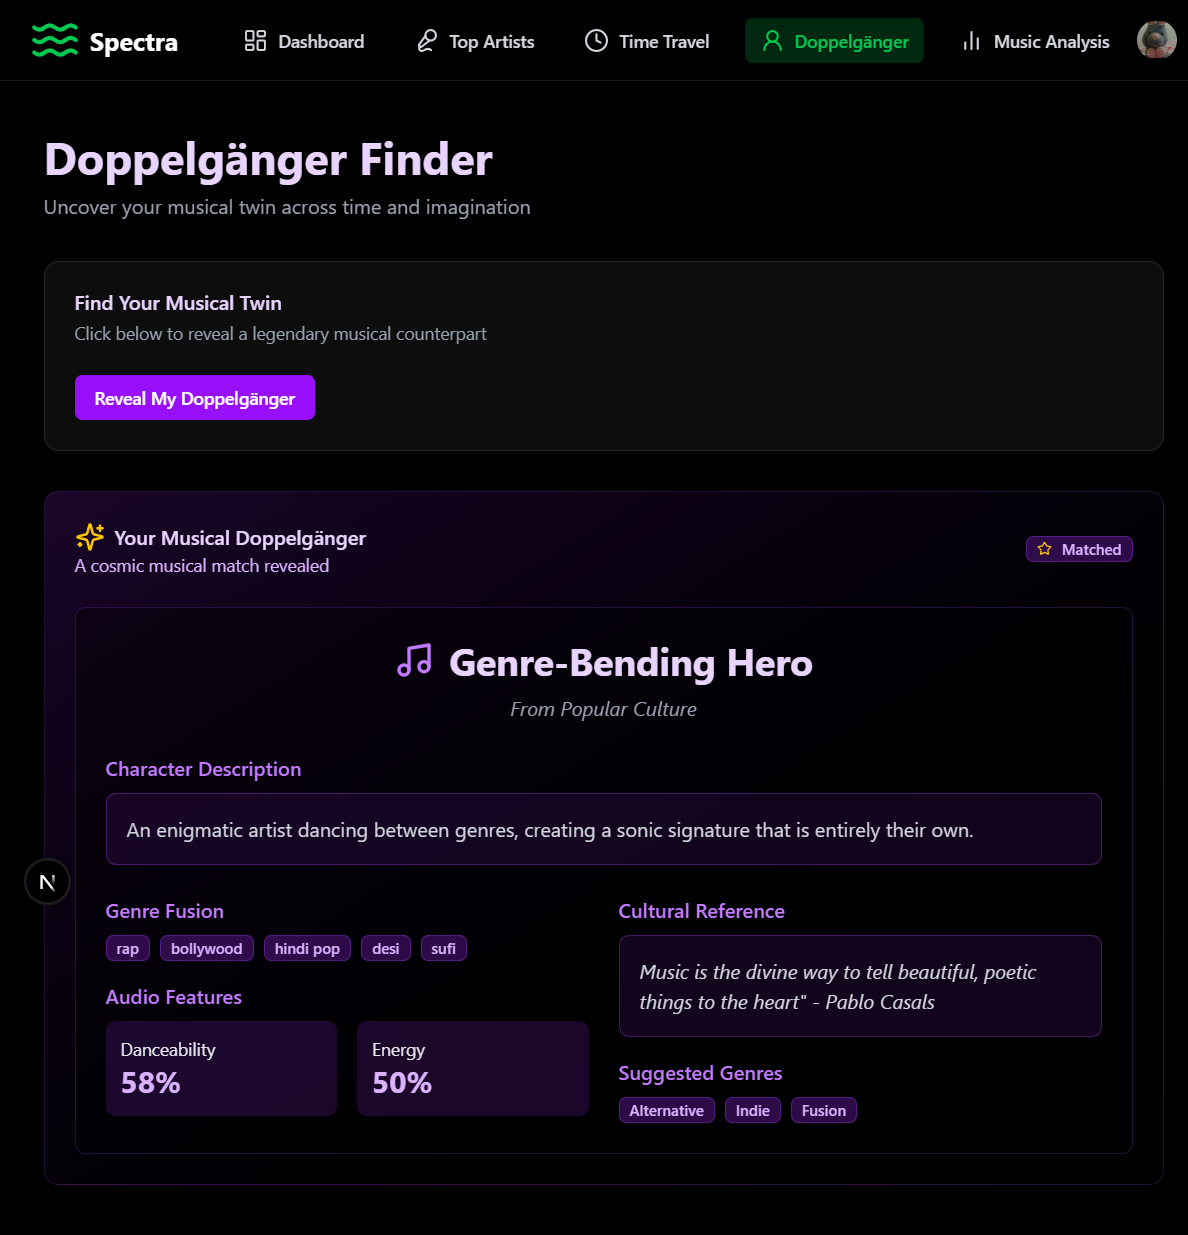 Spectra
Dashboard
Top Artists
Time Travel
Doppelgänger
Music Analysis
Doppelgänger Finder
Uncover your musical twin across time and imagination
Find Your Musical Twin
Click below to reveal a legendary musical counterpart
Reveal My Doppelgänger
Your Musical Doppelgänger
A cosmic musical match revealed
Matched
Genre-Bending Hero
From Popular Culture
Character Description
An enigmatic artist dancing between genres, creating a sonic signature that is entirely their own.
N
Genre Fusion
rap
bollywood
hindi pop
desi
sufi
Audio Features
Danceability
58%
Energy
50%
Cultural Reference
Music is the divine way to tell beautiful, poetic
things to the heart" - Pablo Casals
Suggested Genres
Alternative
Indie
Fusion